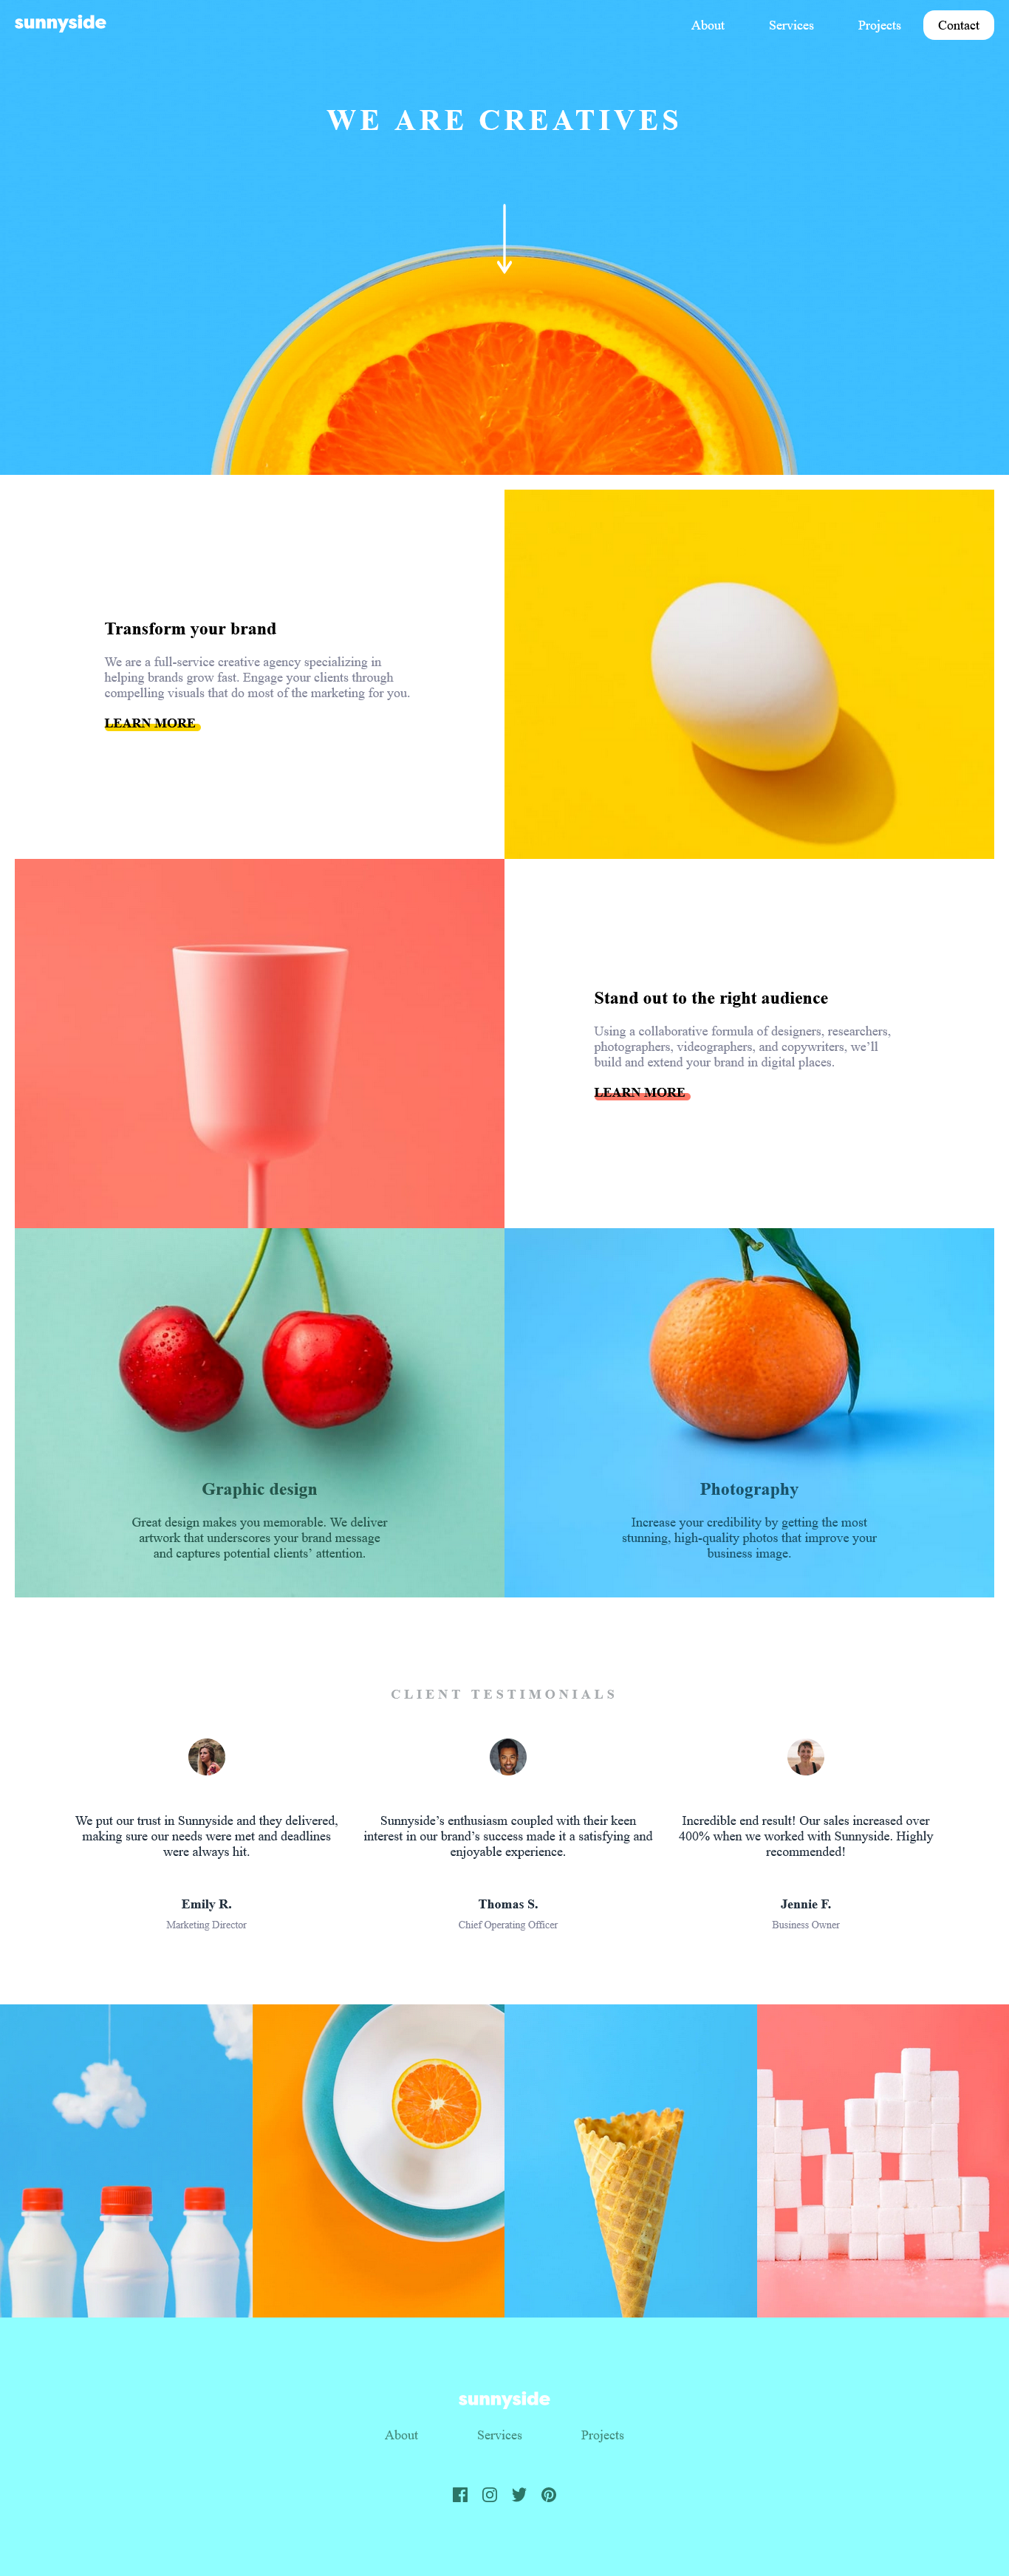 sunnyside
About Services Projects Contact
WE ARE CREATIVES
Transform your brand
We are a full-service creative agency specializing in
helping brands grow fast. Engage your clients through
compelling visuals that do most of the marketing for you.
LEARN MORE
Stand out to the right audience
Using a collaborative formula of designers, researchers,
photographers, videographers, and copywriters, we’ll
build and extend your brand in digital places.
LEARN MORE
Graphic design
Great design makes you memorable. We deliver
artwork that underscores your brand message
and captures potential clients’ attention.
Photography
Increase your credibility by getting the most
stunning, high-quality photos that improve your
business image.
CLIENT TESTIMONIALS
We put our trust in Sunnyside and they delivered,
making sure our needs were met and deadlines
were always hit.
Emily R.
Marketing Director
Sunnyside’s enthusiasm coupled with their keen
interest in our brand’s success made it a satisfying and
enjoyable experience.
Thomas S.
Chief Operating Officer
Incredible end result! Our sales increased over
400% when we worked with Sunnyside. Highly
recommended!
Jennie F.
Business Owner
sunnyside
About Services Projects